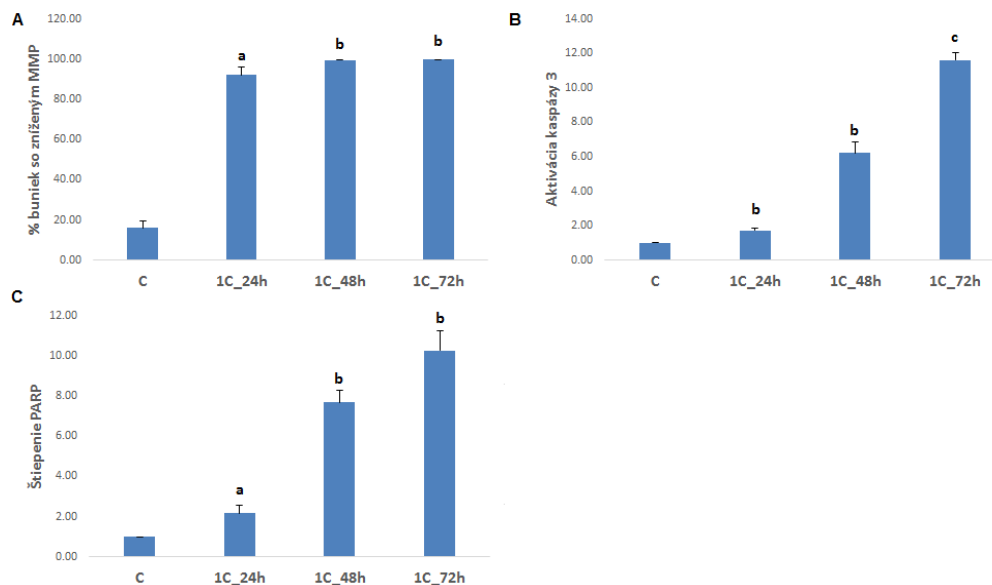 A
% buniek so zníženým MMP
120.00
100.00
80.00
60.00
40.00
20.00
0.00
a
b
b
C
1C_24h
1C_48h
1C_72h
B
Aktivácia kaspázy 3
14.00
12.00
10.00
8.00
6.00
4.00
2.00
0.00
b
b
c
C
1C_24h
1C_48h
1C_72h
C
Štiepenie PARP
12.00
10.00
8.00
6.00
4.00
2.00
0.00
a
b
b
C
1C_24h
1C_48h
1C_72h